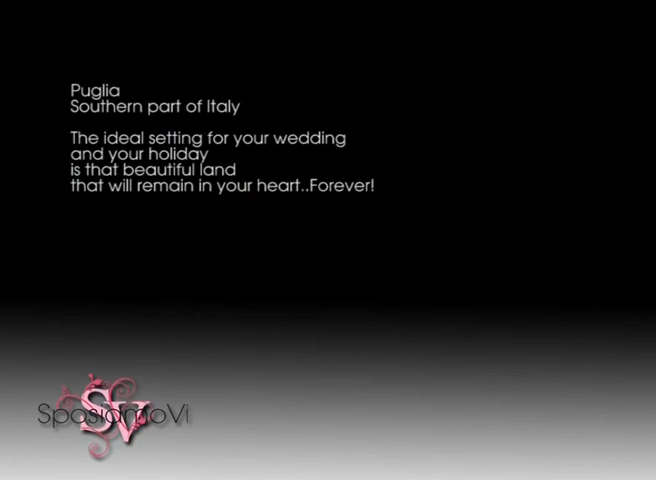 Puglia
Southern part of Italy
The ideal setting for your wedding
and your holiday
is that beautiful land
that will remain in your heart..Forever!
SV
SposiamoVi